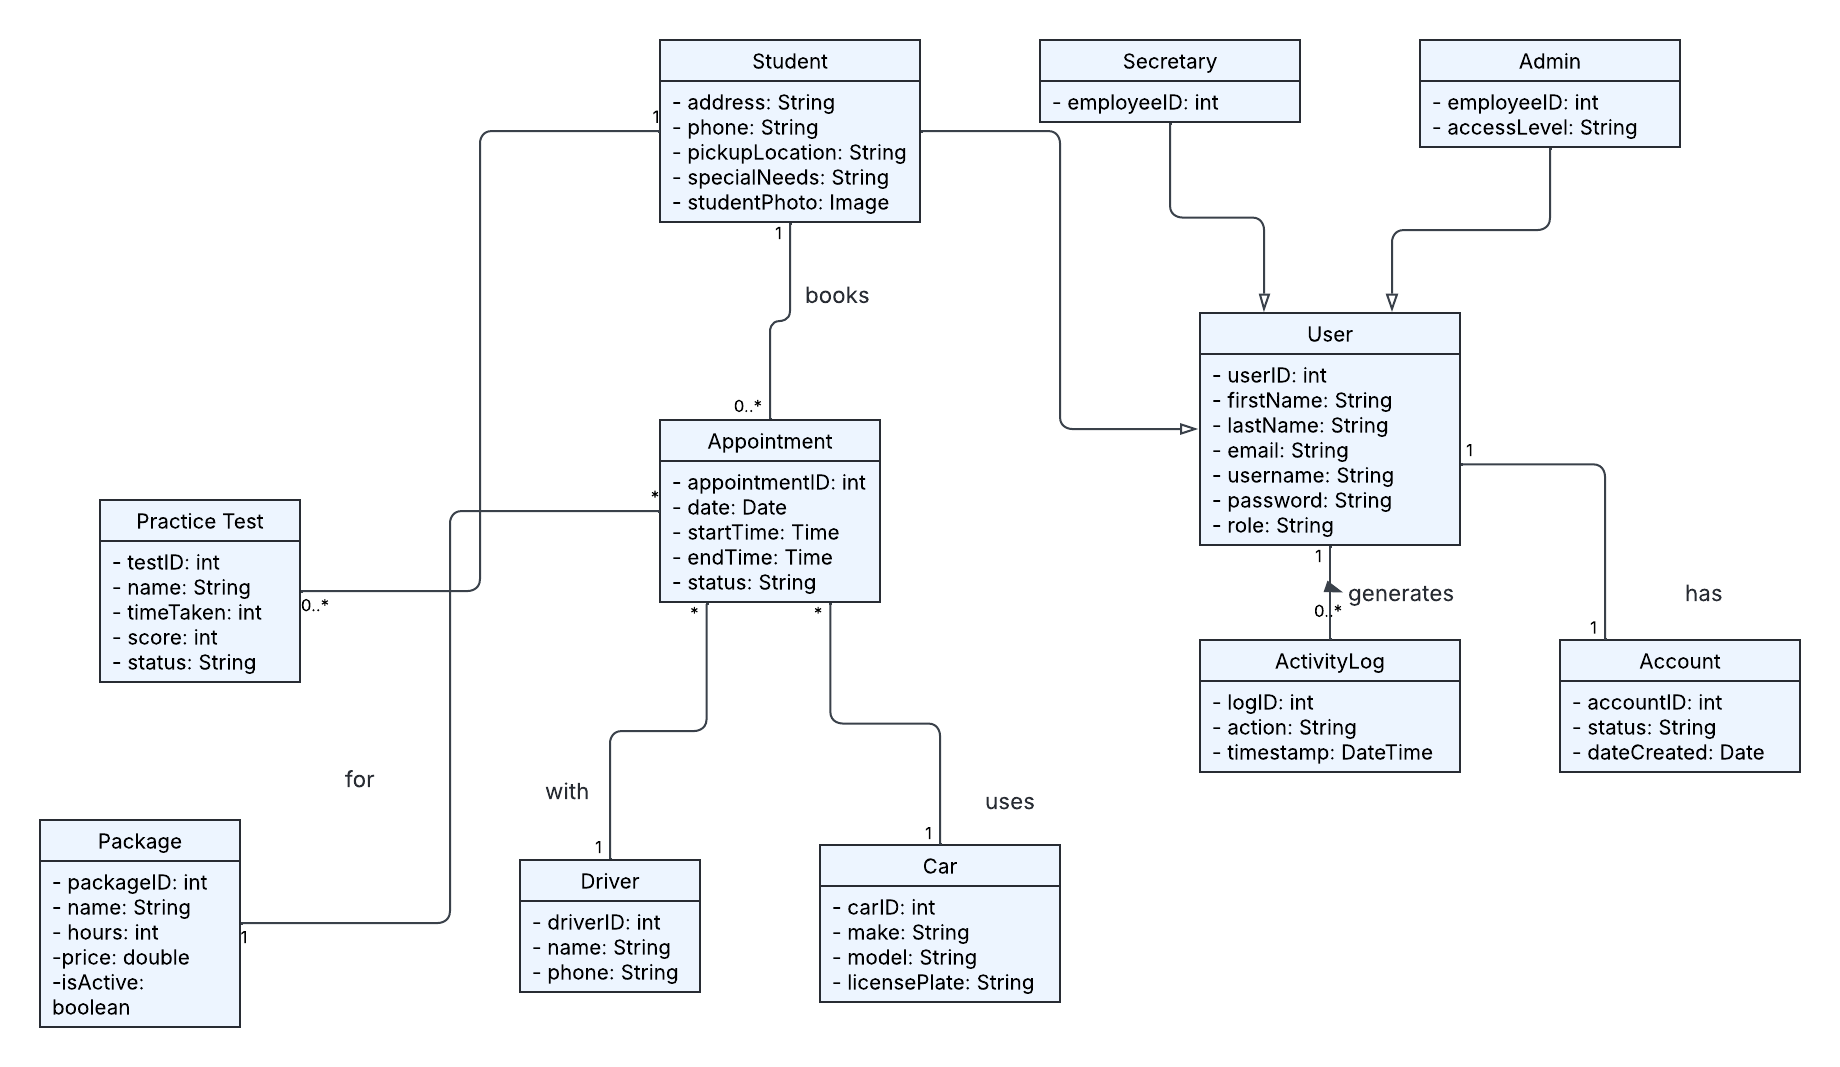 Student
- address: String
- phone: String
- pickupLocation: String
- specialNeeds: String
- studentPhoto: Image
Secretary
- employeeID: int
Admin
- employeeID: int
- accessLevel: String
1
1
books
0..*
User
- userID: int
- firstName: String
- lastName: String
- email: String
- username: String
- password: String
- role: String
1
1
Appointment
- appointmentID: int
- date: Date
- startTime: Time
- endTime: Time
- status: String
*
*
*
Practice Test
- testID: int
- name: String
- timeTaken: int
- score: int
- status: String
0..*
generates
0..*
has
1
ActivityLog
- logID: int
- action: String
- timestamp: DateTime
Account
- accountID: int
- status: String
- dateCreated: Date
for
with
uses
1
1
Package
- packageID: int
- name: String
- hours: int
-price: double
-isActive:
boolean
1
Driver
- driverID: int
- name: String
- phone: String
Car
- carID: int
- make: String
- model: String
- licensePlate: String